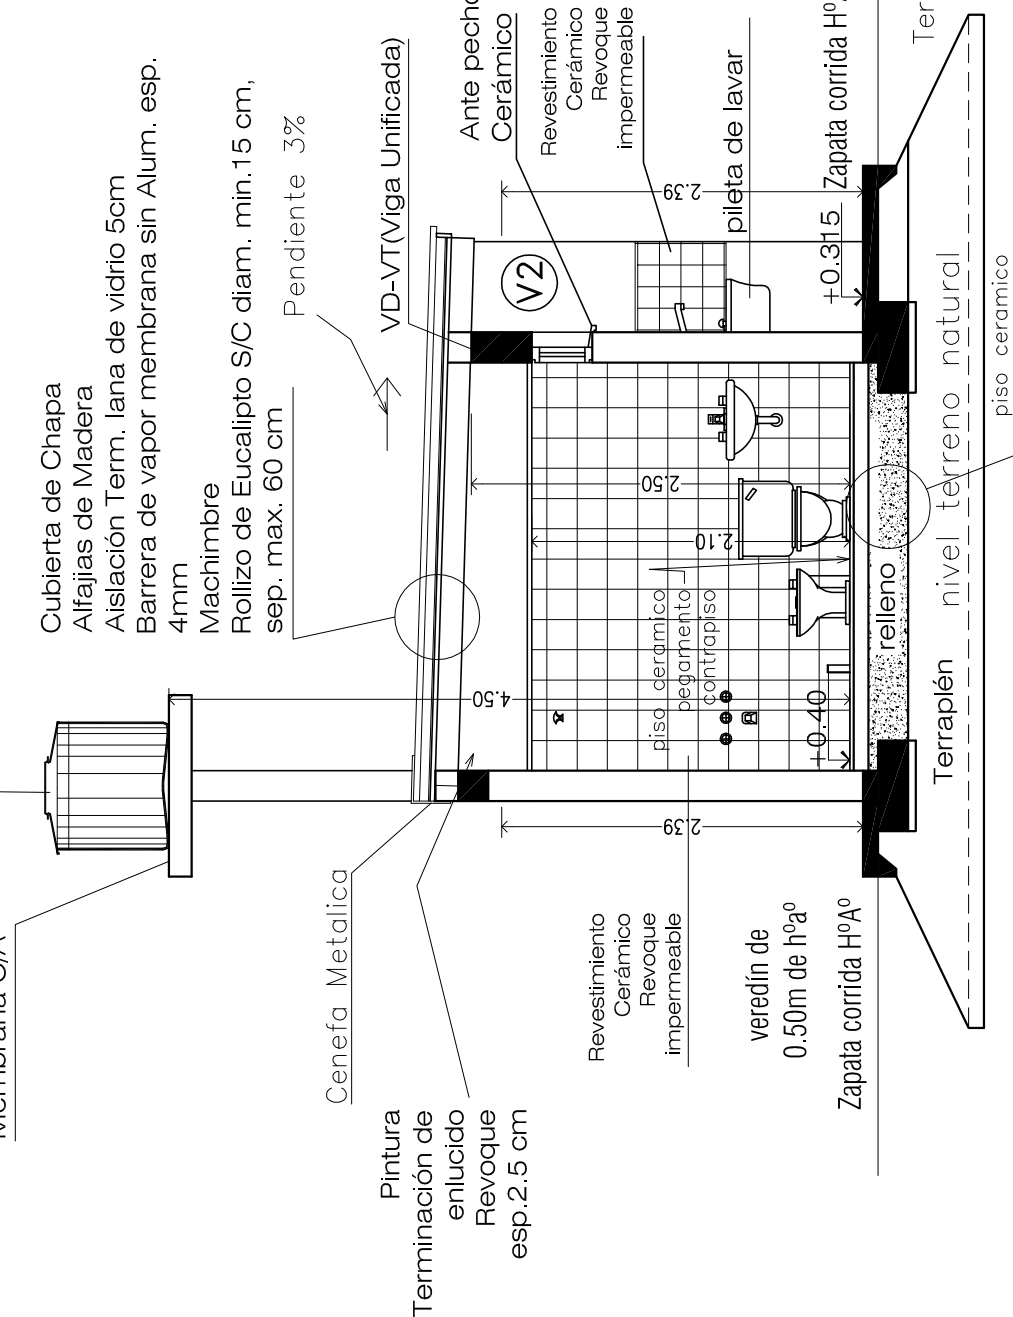 Cubierta de Chapa
Alfajias de Madera
Aislación Term. lana de vidrio 5cm
Barrera de vapor membrana sin Alum. esp.
4mm
Machimbre
Rollizo de Eucalipto S/C diam. min.15 cm,
sep. max. 60 cm
Pendiente 3%
VD-VT(Viga Unificada)
Ante pecho
Cerámico
Revestimiento
Cerámico
Revoque
impermeable
pileta de lavar
Zapata corrida HºA
Ter
V2
2.39
+0.315
2.50
2.10
4.50
piso ceramico
pegamento
contrapiso
+0.40
2.39
relleno
nivel terreno natural
piso ceramico
Terraplén
Cenefa Metalica
Pintura
Terminación de
enlucido
Revoque
esp.2.5 cm
Revestimiento
Cerámico
Revoque
impermeable
veredín de
0.50m de hºaº
Zapata corrida HºAº